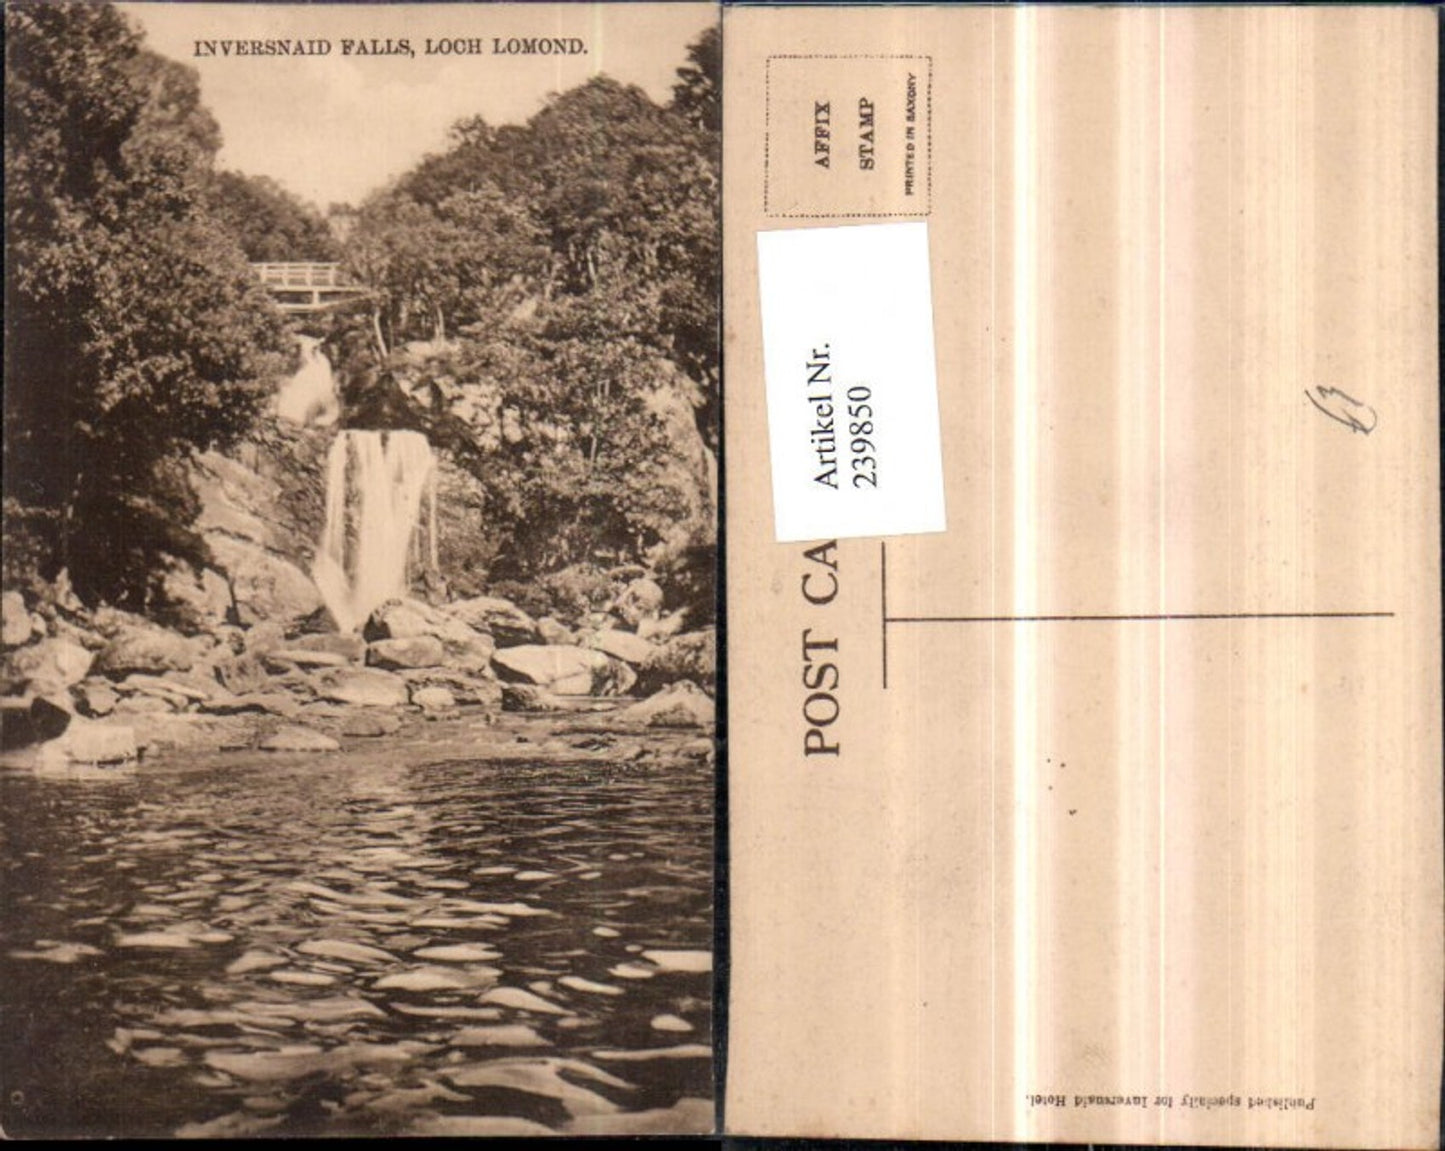 INVERSNAID FALLS, LOCH LOMOND.
AFFIX
STAMP
PRINTED IN SAXONY
Artikel Nr.
239850
POST CA
Published specially for Inversnaid Hotel.